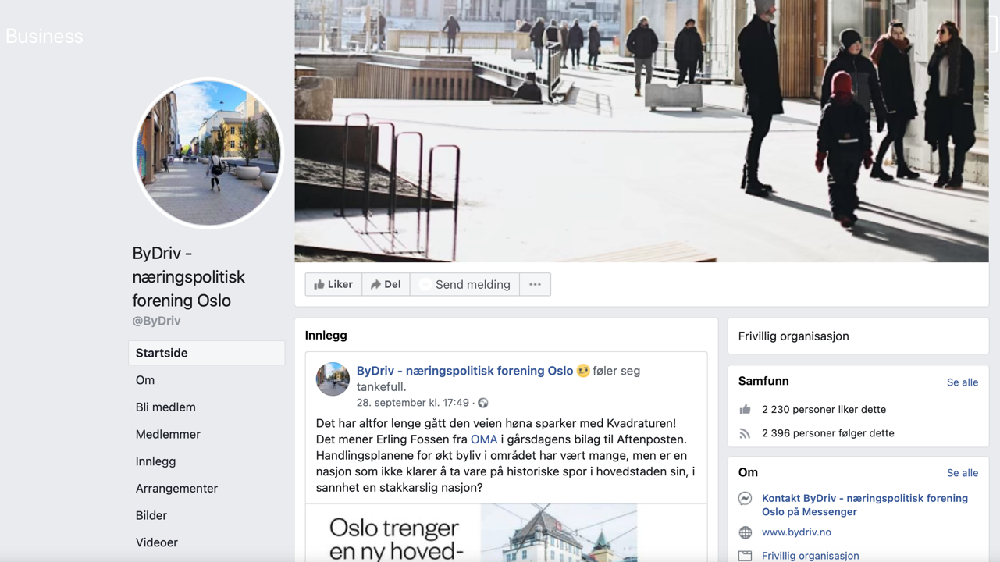 Business
ByDriv -
næringspolitisk
forening Oslo
@ByDriv
Startside
Om
Bli medlem
Medlemmer
Innlegg
Arrangementer
Bilder
Videoer
Liker
Del
Send melding
Innlegg
ByDriv - næringspolitisk forening Oslo 🤨 føler seg
tankefull.
28. september kl. 17:49 ·
Det har altfor lenge gått den veien høna sparker med Kvadraturen!
Det mener Erling Fossen fra OMA i gårsdagens bilag til Aftenposten.
Handlingsplanene for økt byliv i området har vært mange, men er en
nasjon som ikke klarer å ta vare på historiske spor i hovedstaden sin, i
sannhet en stakkarslig nasjon?
Oslo trenger
en ny hoved-
Frivillig organisasjon
Samfunn
Se alle
2 230 personer liker dette
2 396 personer følger dette
Om
Se alle
Kontakt ByDriv - næringspolitisk forening
Oslo på Messenger
www.bydriv.no
Frivillig organisasjon